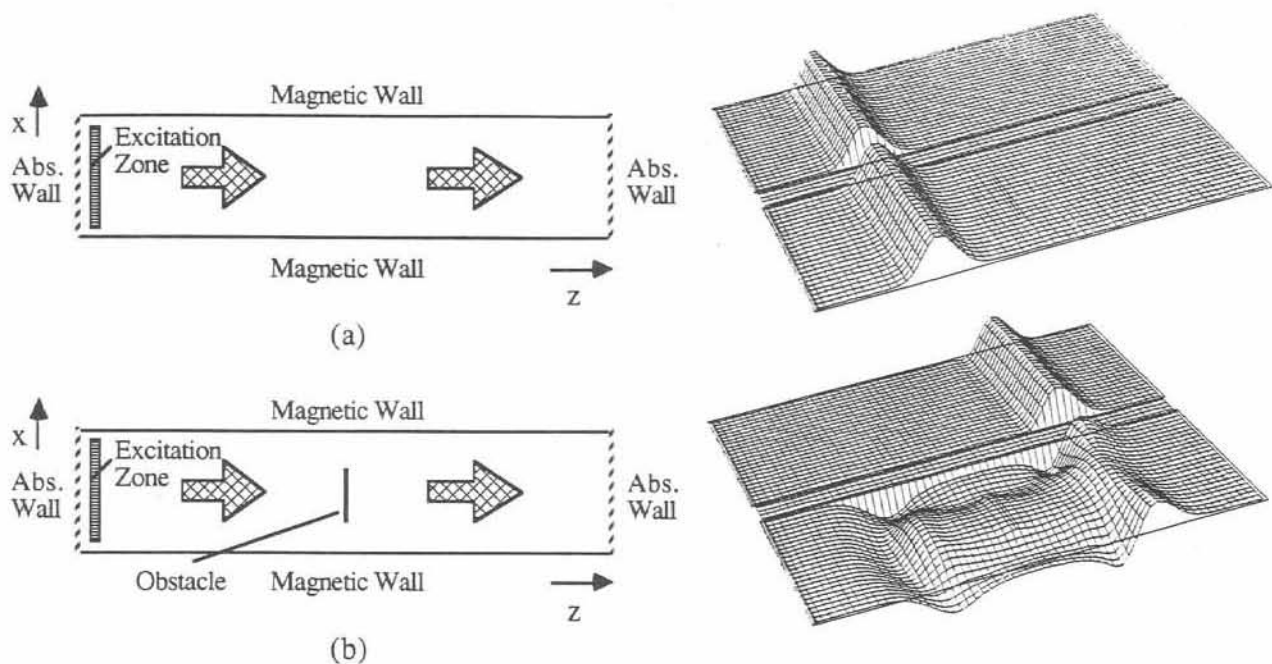 Magnetic Wall
x
Excitation
Zone
Abs.
Wall
Abs.
Wall
Magnetic Wall
z
(a)
Magnetic Wall
x
Excitation
Zone
Abs.
Wall
Abs.
Wall
Obstacle
Magnetic Wall
z
(b)